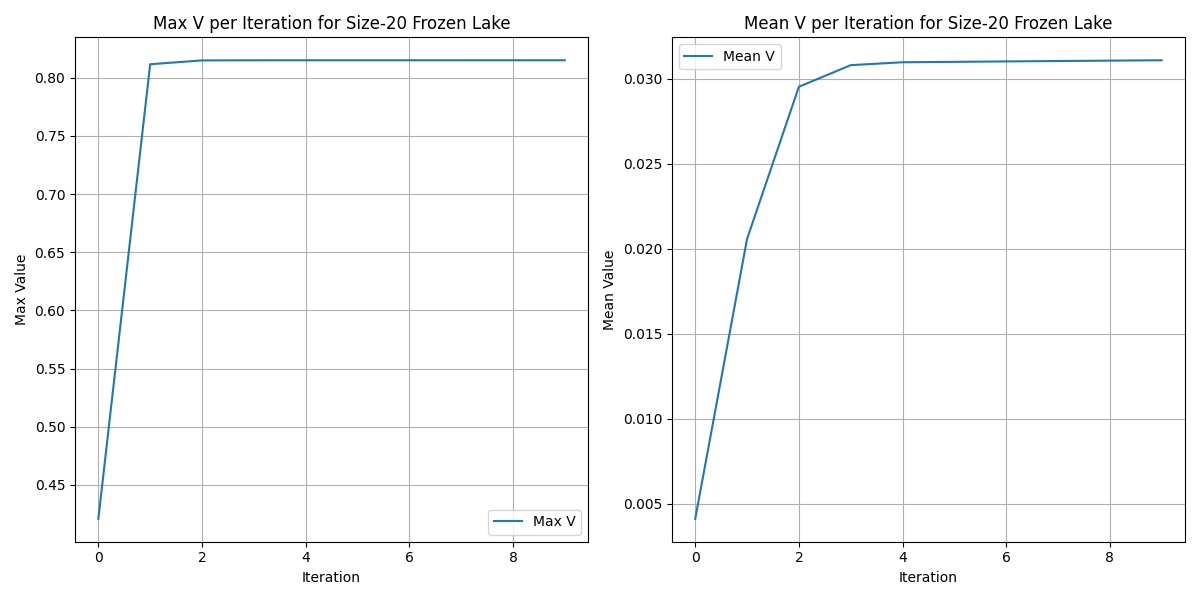 Max V per Iteration for Size-20 Frozen Lake
Max Value
0.80
0.75
0.70
0.65
0.60
0.55
0.50
0.45
Max V
0 2 4 6 8
Iteration
Mean V per Iteration for Size-20 Frozen Lake
Mean V
Mean Value
0.030
0.025
0.020
0.015
0.010
0.005
0 2 4 6 8
Iteration